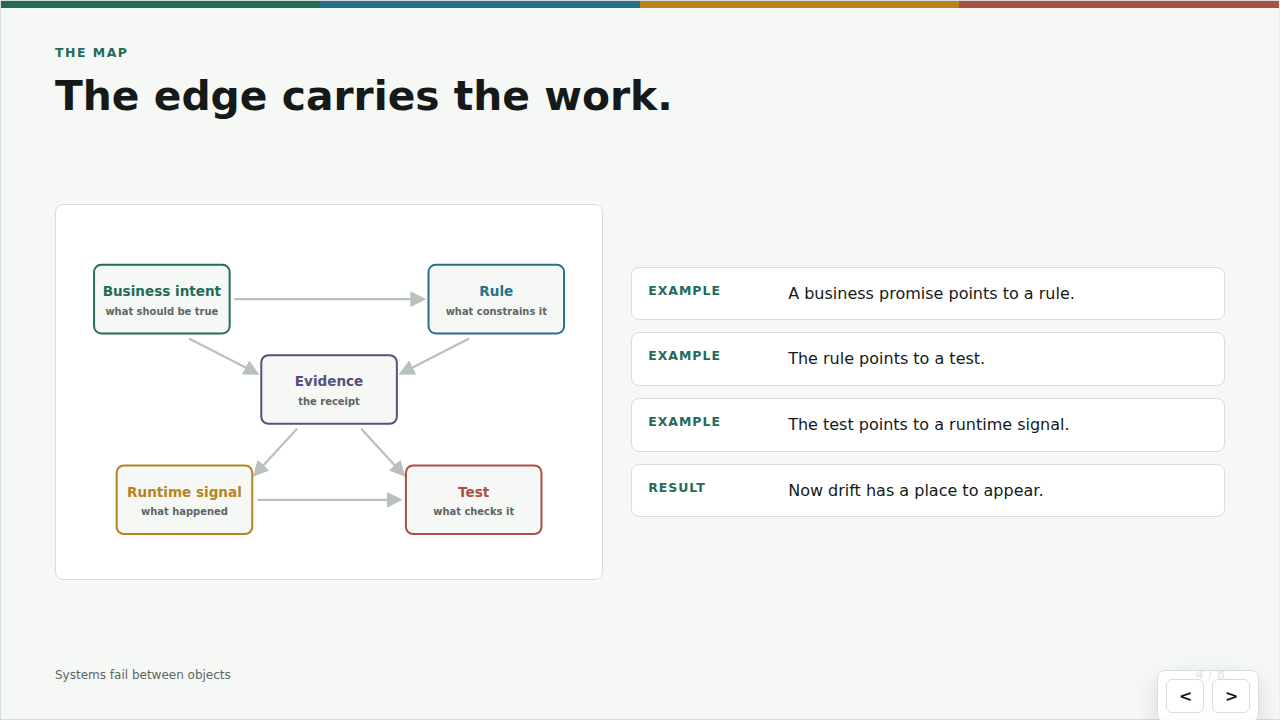 THE MAP
The edge carries the work.
Business intent
what should be true
Rule
what constrains it
Evidence
the receipt
Runtime signal
what happened
Test
what checks it
EXAMPLE
A business promise points to a rule.
EXAMPLE
The rule points to a test.
EXAMPLE
The test points to a runtime signal.
RESULT
Now drift has a place to appear.
Systems fail between objects
4 / 8
< >